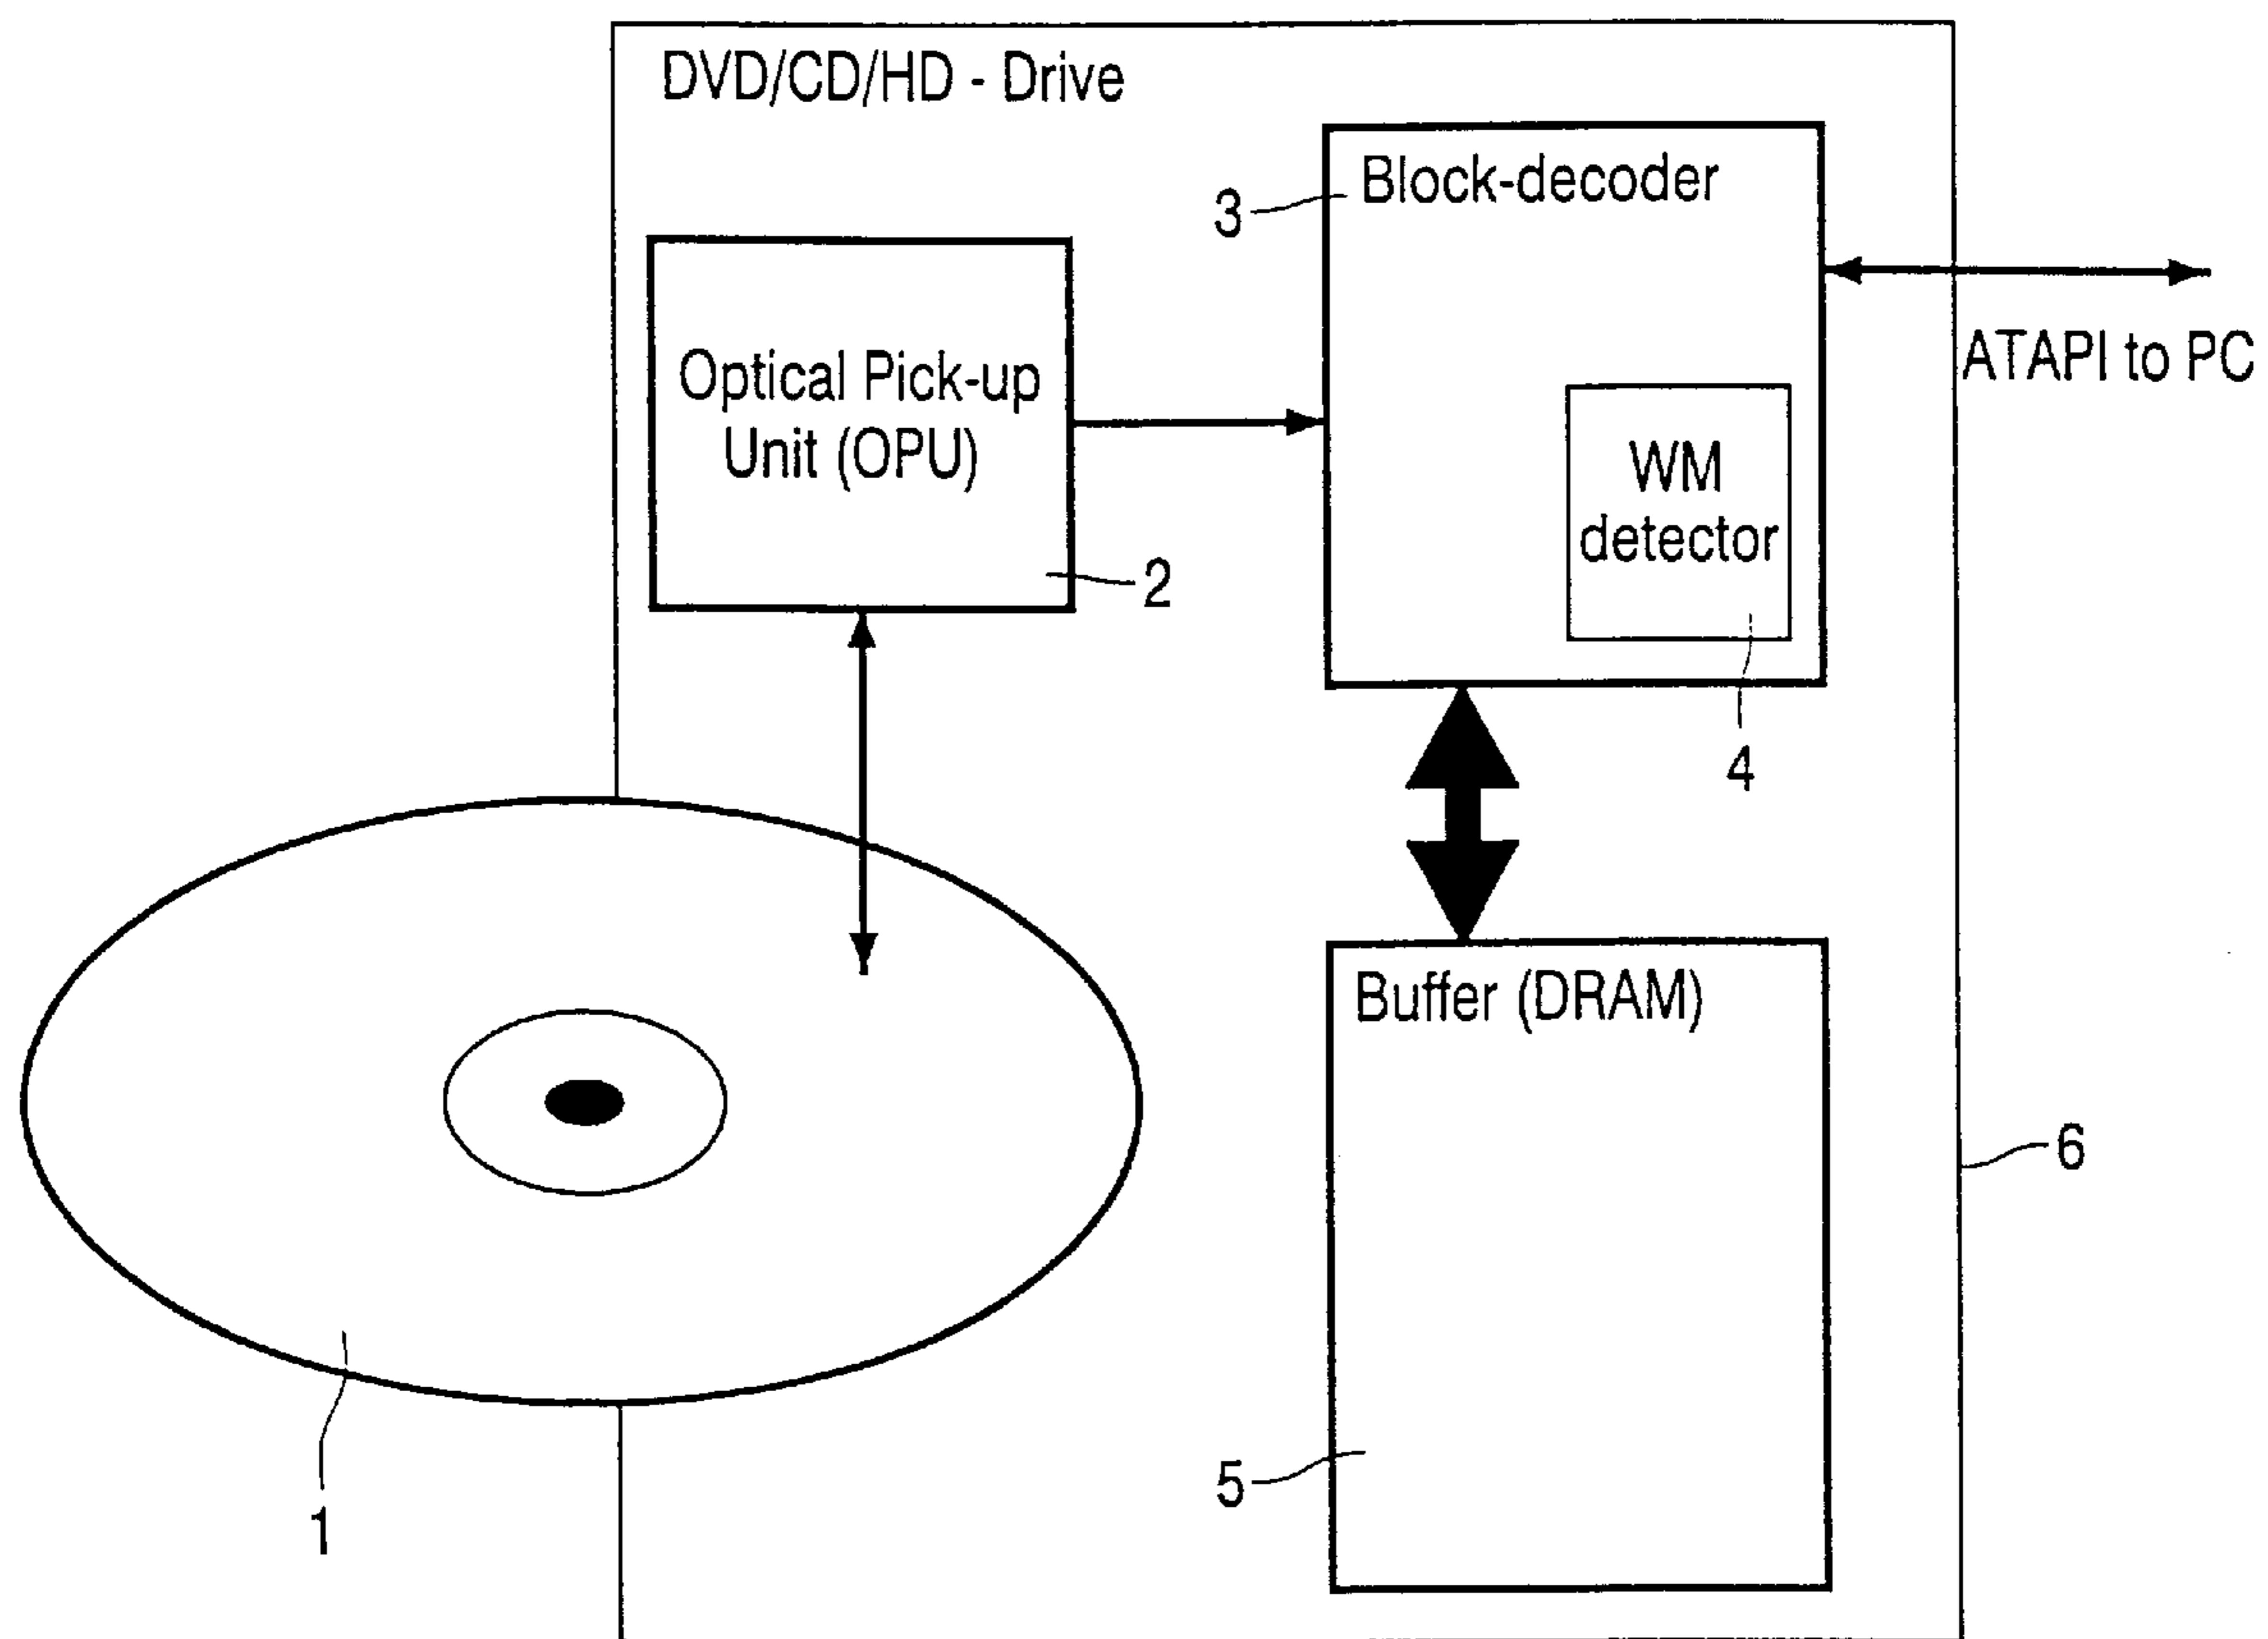 DVD/CD/HD - Drive
Block-decoder
3
Optical Pick-up
Unit (OPU)
2
ATAPI to PC
WM
detector
4
Buffer (DRAM)
6
5
1